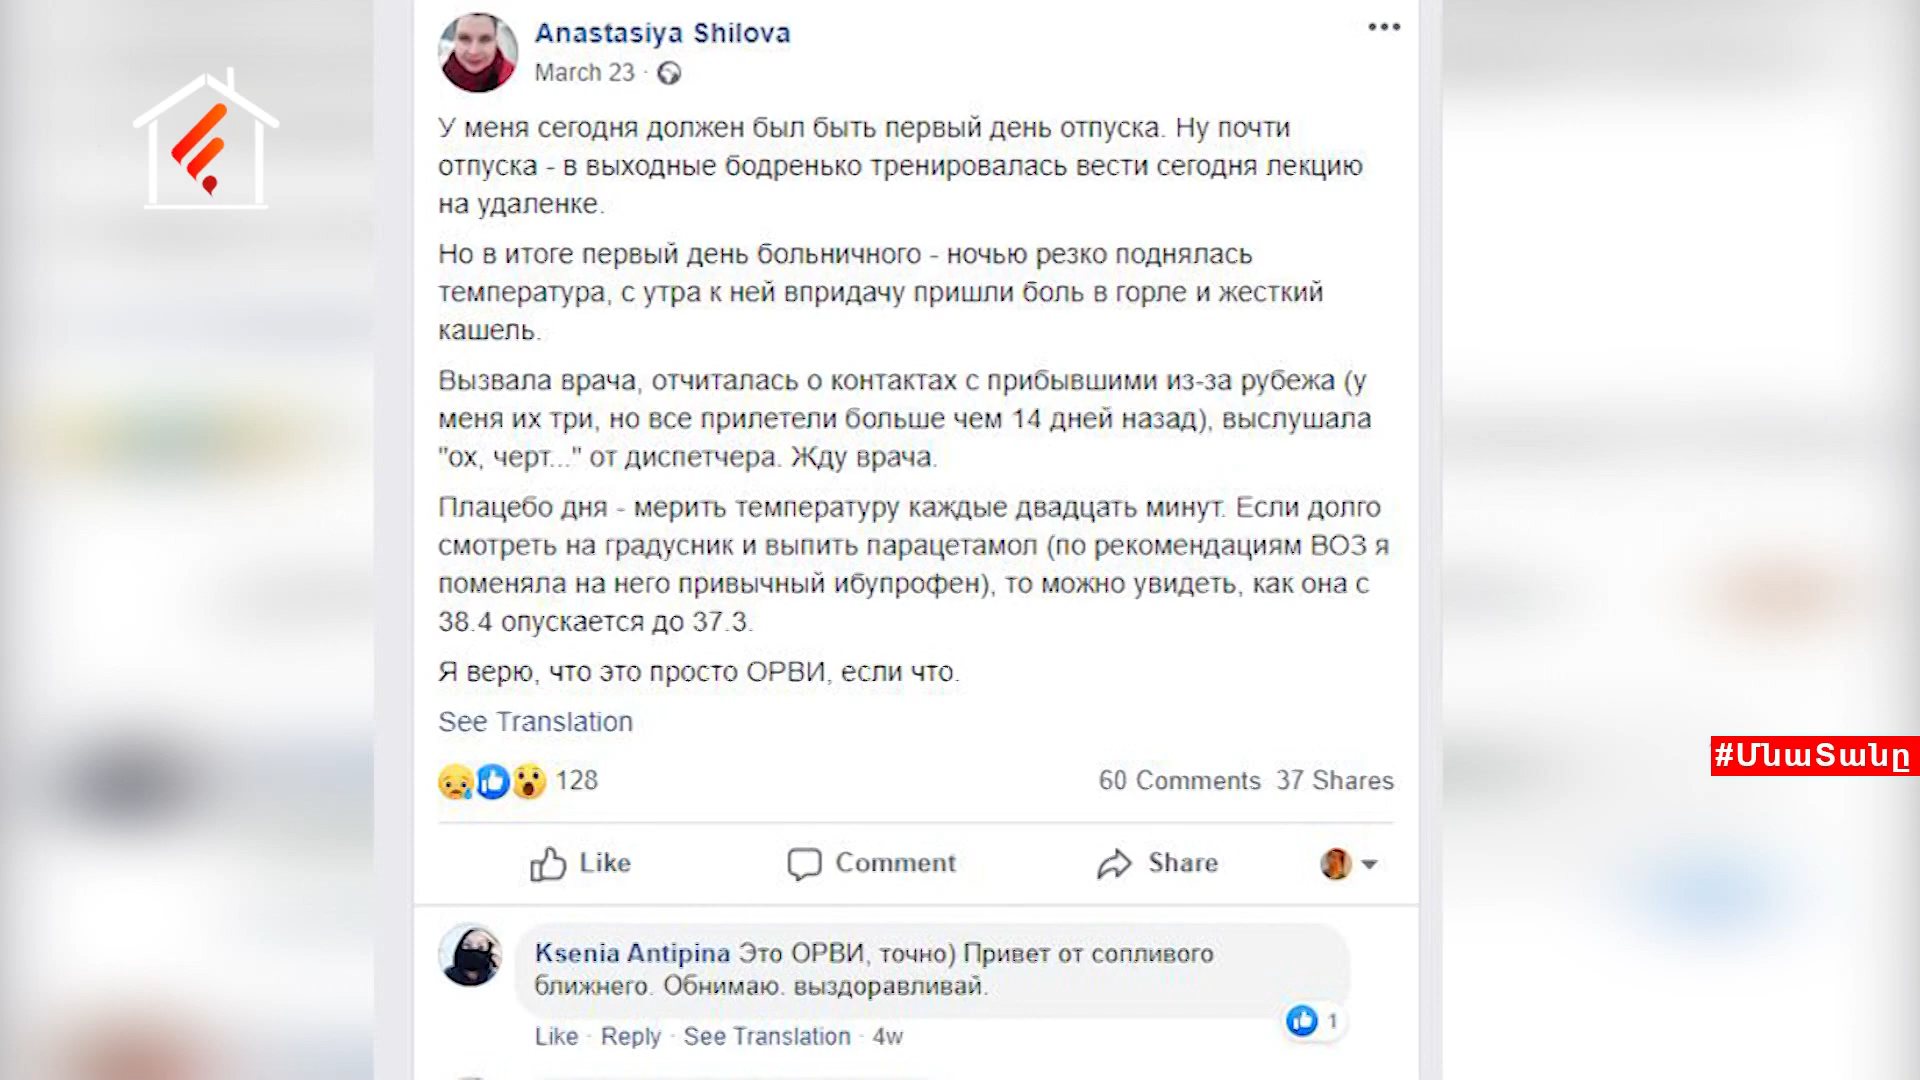 Anastasiya Shilova
March 23 ·
У меня сегодня должен был быть первый день отпуска. Ну почти
отпуска - в выходные бодренько тренировалась вести сегодня лекцию
на удаленке.
Но в итоге первый день больничного - ночью резко поднялась
температура, с утра к ней впридачу пришли боль в горле и жесткий
кашель.
Вызвала врача, отчиталась о контактах с прибывшими из-за рубежа (у
меня их три, но все прилетели больше чем 14 дней назад), выслушала
"ох, черт..." от диспетчера. Жду врача.
Плацебо дня - мерить температуру каждые двадцать минут. Если долго
смотреть на градусник и выпить парацетамол (по рекомендациям ВОЗ я
поменяла на него привычный ибупрофен), то можно увидеть, как она с
38.4 опускается до 37.3.
Я верю, что это просто ОРВИ, если что.
See Translation
128
60 Comments 37 Shares
Like Comment Share
Ksenia Antipina Это ОРВИ, точно) Привет от сопливого
ближнего. Обнимаю. выздоравливай.
1
Like · Reply · See Translation · 4w
#ՄնաՏանը